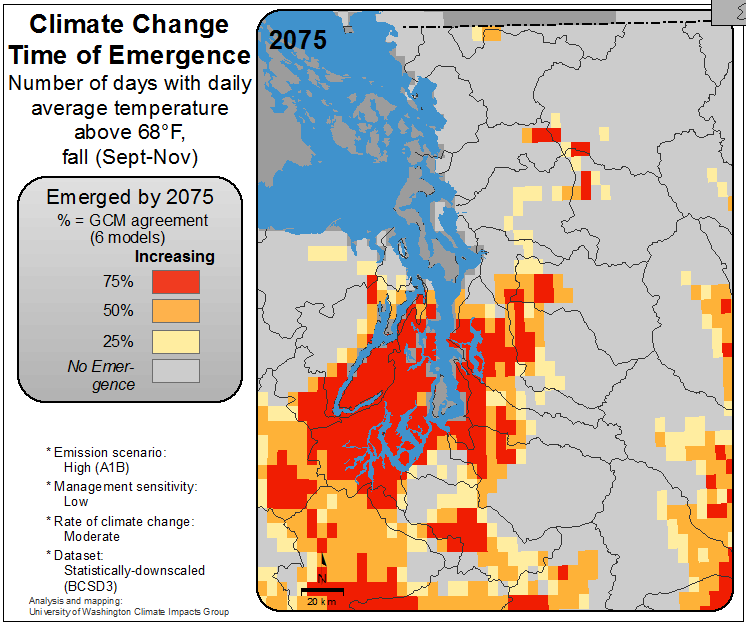 Climate Change
Time of Emergence
Number of days with daily
average temperature
above 68°F,
fall (Sept-Nov)
Emerged by 2075
% = GCM agreement
(6 models)
Increasing
75%
50%
25%
No Emer-
gence
* Emission scenario:
High (A1B)
* Management sensitivity:
Low
* Rate of climate change:
Moderate
* Dataset:
Statistically-downscaled
(BCSD3)
Analysis and mapping:
University of Washington Climate Impacts Group
2075
N
20 km